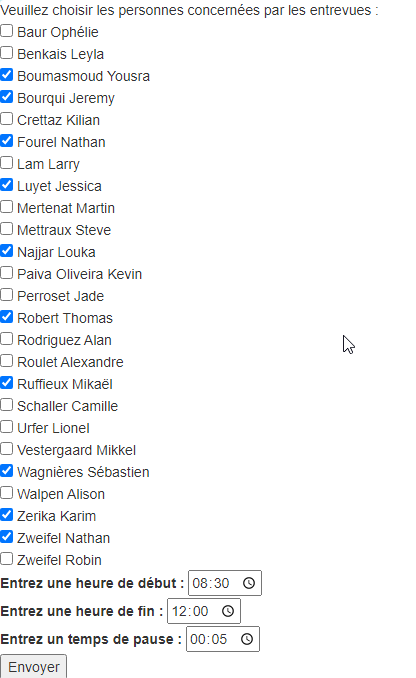 Veuillez choisir les personnes concernées par les entrevues :
Baur Ophélie
Benkais Leyla
Boumasmoud Yousra
Bourqui Jeremy
Crettaz Kilian
Fourel Nathan
Lam Larry
Luyet Jessica
Mertenat Martin
Mettraux Steve
Najjar Louka
Paiva Oliveira Kevin
Perroset Jade
Robert Thomas
Rodriguez Alan
Roulet Alexandre
Ruffieux Mikaël
Schaller Camille
Urfer Lionel
Vestergaard Mikkel
Wagnières Sébastien
Walpen Alison
Zerika Karim
Zweifel Nathan
Zweifel Robin
Entrez une heure de début : 08:30
Entrez une heure de fin : 12:00
Entrez un temps de pause : 00:05
Envoyer